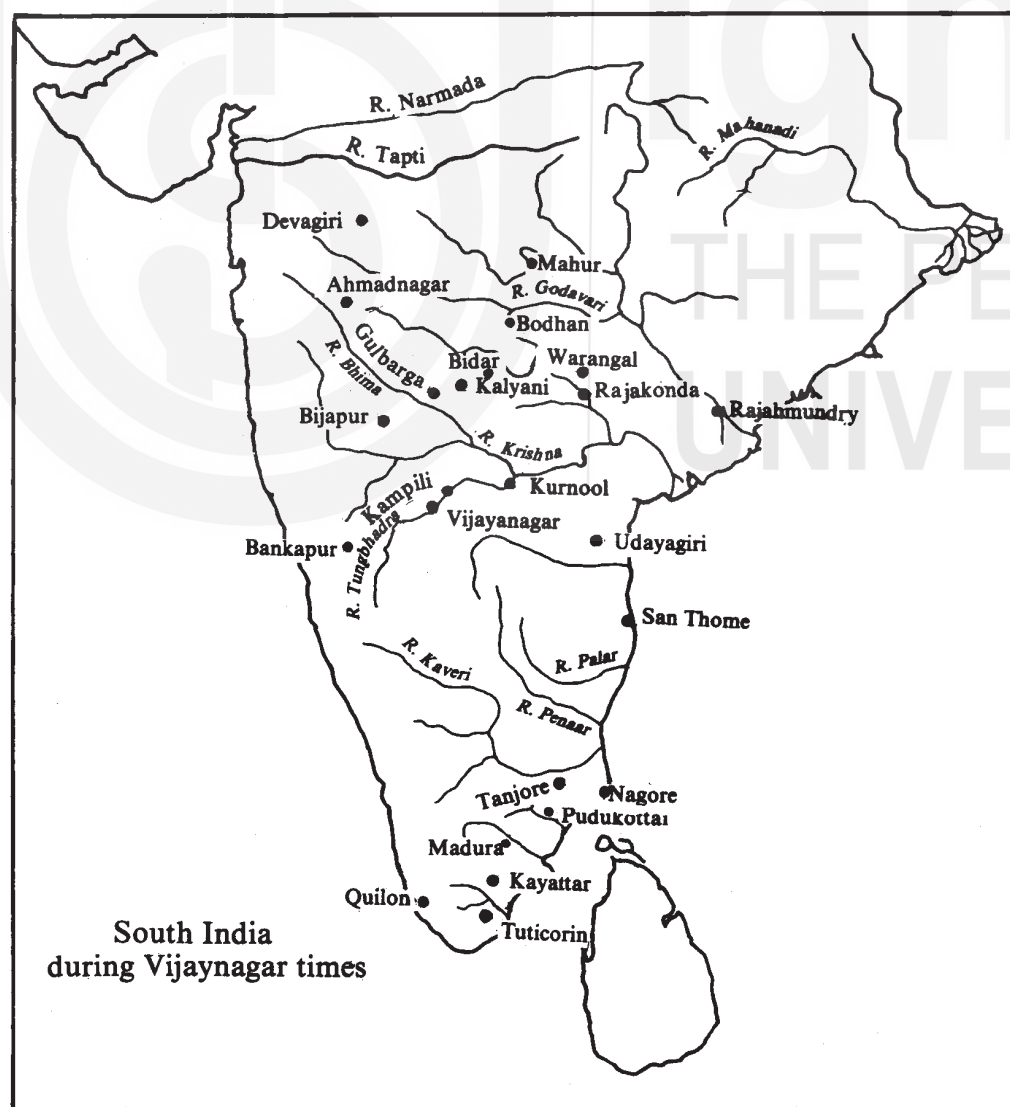 R. Narmada
R. Mahanadi
R. Tapti
Devagiri
Mahur
Ahmadnagar
R. Godavari
Bodhan
Gulbarga
R. Bhima
Bidar
Warangal
Kalyani
Rajakonda
Bijapur
Rajahmundry
R. Krishna
Kampili
Kurnool
Vijayanagar
Bankapur
R. Tungbhadra
Udayagiri
San Thome
R. Kaveri
R. Palar
R. Penaar
Tanjore
Nagore
Pudukottai
Madura
Kayattar
Quilon
Tuticorin
South India
during Vijaynagar times
THE PE
UNIVE